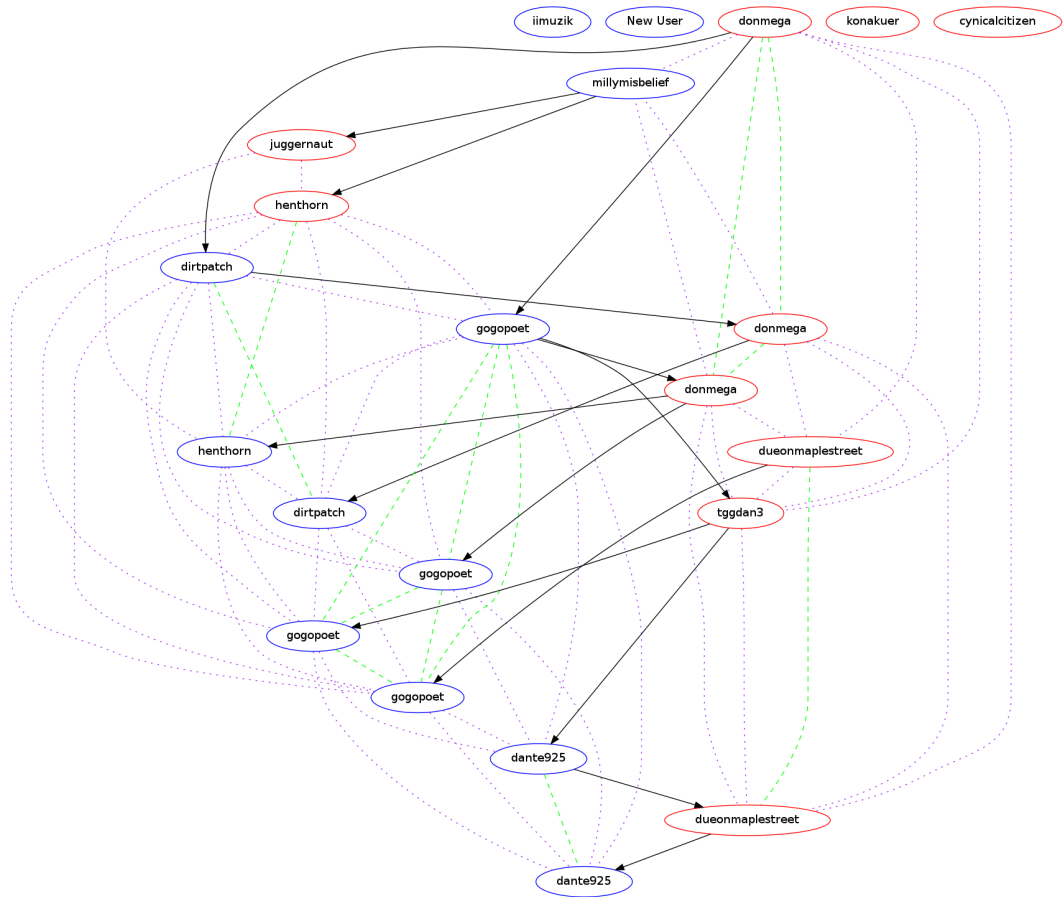 iimuzik
New User
donmega
konakuer
cynicalcitizen
millymisbelief
juggernaut
henthorn
dirtpatch
gogopoet
donmega
donmega
henthorn
dueonmaplestreet
dirtpatch
tggdan3
gogopoet
gogopoet
gogopoet
dante925
dueonmaplestreet
dante925